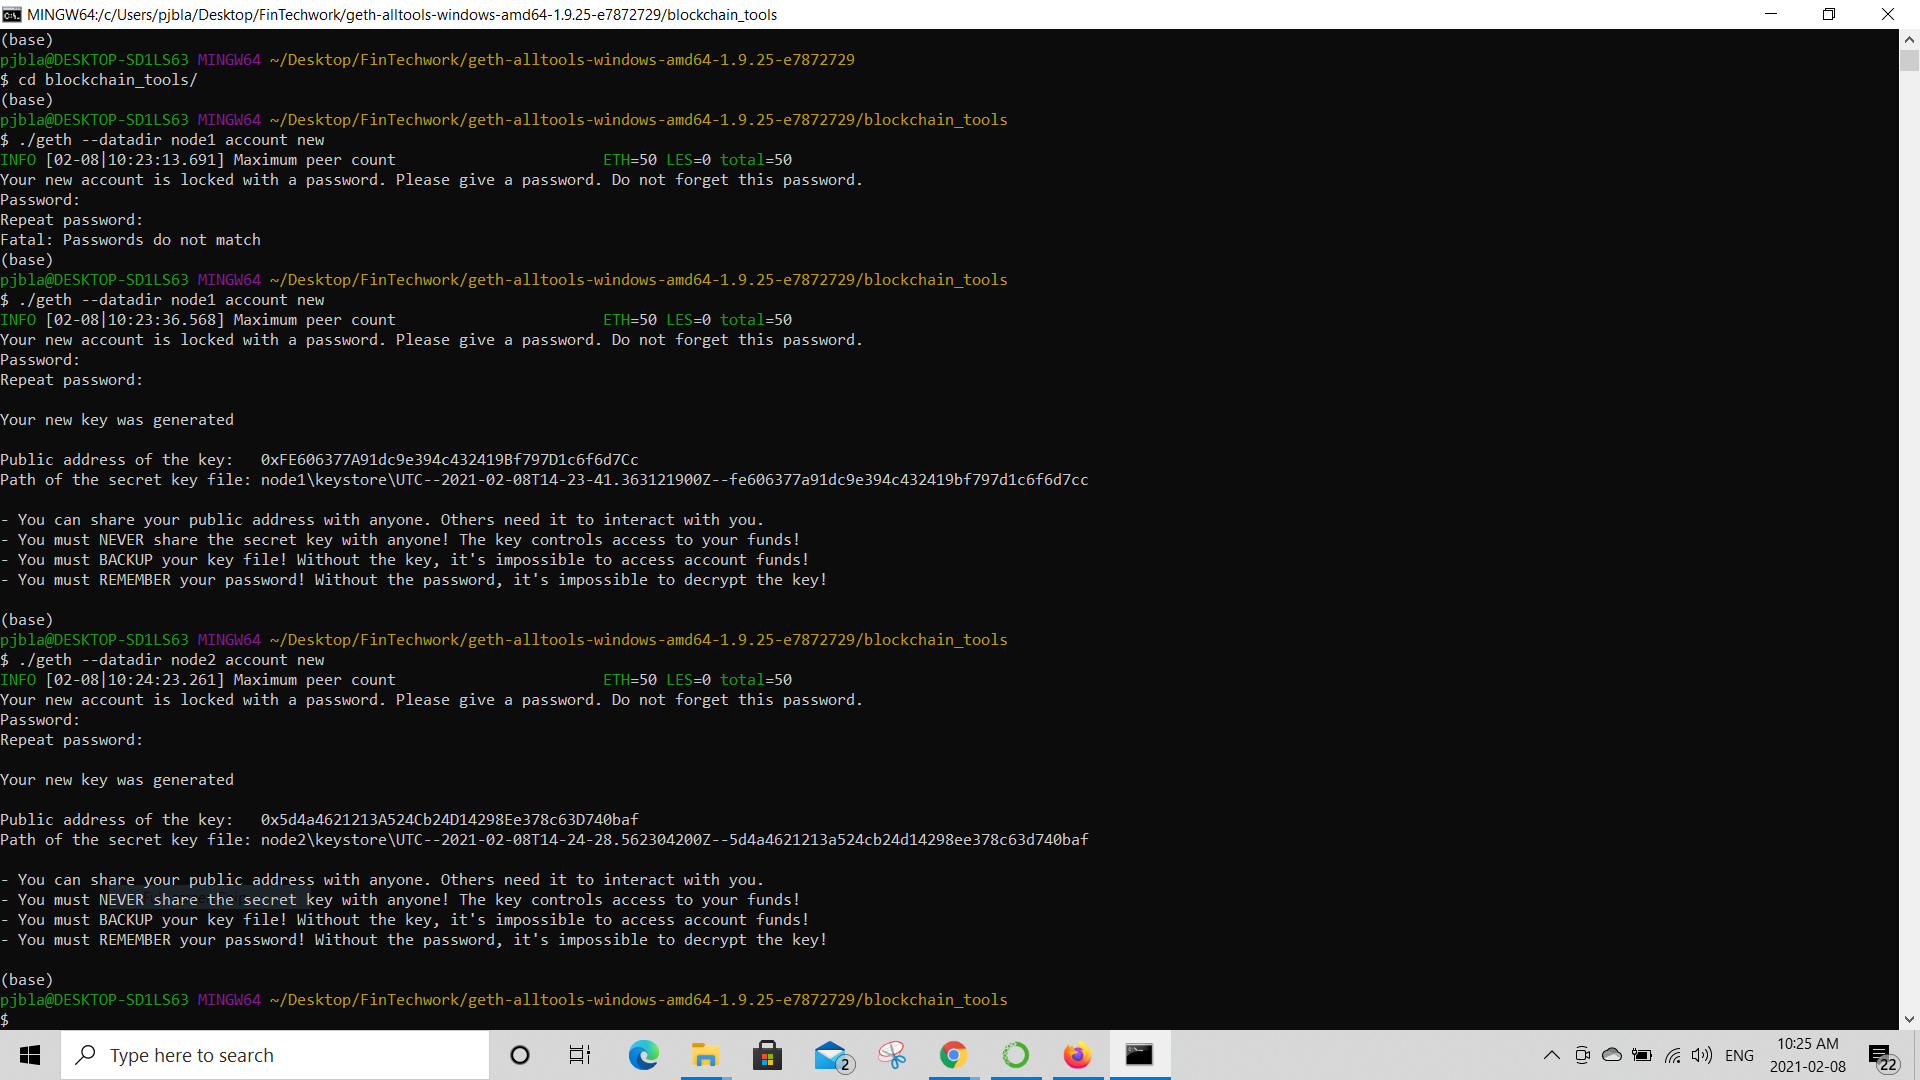 MINGW64:/c/Users/pjbla/Desktop/FinTechwork/geth-alltools-windows-amd64-1.9.25-e7872729/blockchain_tools
(base)
pjbla@DESKTOP-SD1LS63 MINGW64 ~/Desktop/FinTechwork/geth-alltools-windows-amd64-1.9.25-e7872729
$ cd blockchain_tools/
(base)
pjbla@DESKTOP-SD1LS63 MINGW64 ~/Desktop/FinTechwork/geth-alltools-windows-amd64-1.9.25-e7872729/blockchain_tools
$ ./geth --datadir node1 account new
INFO [02-08|10:23:13.691] Maximum peer count ETH=50 LES=0 total=50
Your new account is locked with a password. Please give a password. Do not forget this password.
Password:
Repeat password:
Fatal: Passwords do not match
(base)
pjbla@DESKTOP-SD1LS63 MINGW64 ~/Desktop/FinTechwork/geth-alltools-windows-amd64-1.9.25-e7872729/blockchain_tools
$ ./geth --datadir node1 account new
INFO [02-08|10:23:36.568] Maximum peer count ETH=50 LES=0 total=50
Your new account is locked with a password. Please give a password. Do not forget this password.
Password:
Repeat password:
Your new key was generated
Public address of the key: 0xFE606377A91dc9e394c432419Bf797D1c6f6d7Cc
Path of the secret key file: node1\keystore\UTC--2021-02-08T14-23-41.363121900Z--fe606377a91dc9e394c432419bf797d1c6f6d7cc
- You can share your public address with anyone. Others need it to interact with you.
- You must NEVER share the secret key with anyone! The key controls access to your funds!
- You must BACKUP your key file! Without the key, it's impossible to access account funds!
- You must REMEMBER your password! Without the password, it's impossible to decrypt the key!
(base)
pjbla@DESKTOP-SD1LS63 MINGW64 ~/Desktop/FinTechwork/geth-alltools-windows-amd64-1.9.25-e7872729/blockchain_tools
$ ./geth --datadir node2 account new
INFO [02-08|10:24:23.261] Maximum peer count ETH=50 LES=0 total=50
Your new account is locked with a password. Please give a password. Do not forget this password.
Password:
Repeat password:
Your new key was generated
Public address of the key: 0x5d4a4621213A524Cb24D14298Ee378c63D740baf
Path of the secret key file: node2\keystore\UTC--2021-02-08T14-24-28.562304200Z--5d4a4621213a524cb24d14298ee378c63d740baf
- You can share your public address with anyone. Others need it to interact with you.
- You must NEVER share the secret key with anyone! The key controls access to your funds!
- You must BACKUP your key file! Without the key, it's impossible to access account funds!
- You must REMEMBER your password! Without the password, it's impossible to decrypt the key!
(base)
pjbla@DESKTOP-SD1LS63 MINGW64 ~/Desktop/FinTechwork/geth-alltools-windows-amd64-1.9.25-e7872729/blockchain_tools
$
Type here to search
2
ENG
10:25 AM
2021-02-08
22